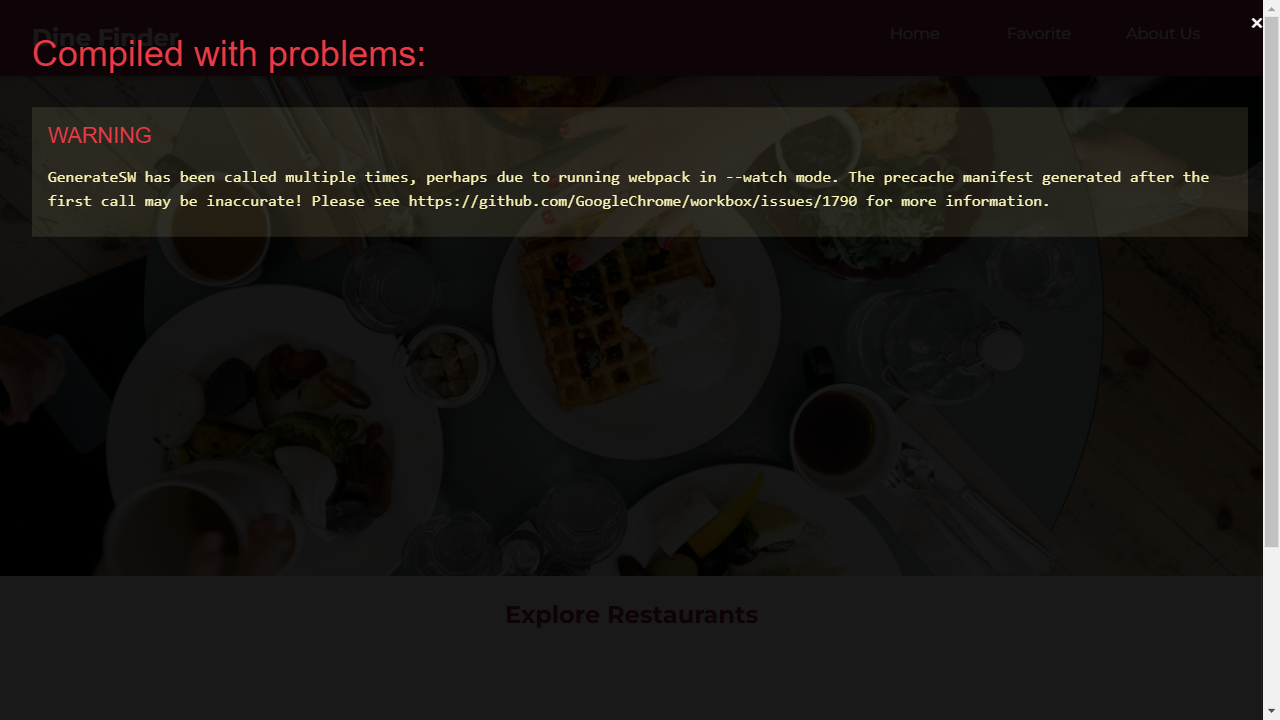 Dine Finder
Home
Favorite
About Us
×
Compiled with problems:
WARNING
GenerateSW has been called multiple times, perhaps due to running webpack in --watch mode. The precache manifest generated after the
first call may be inaccurate! Please see https://github.com/GoogleChrome/workbox/issues/1790 for more information.
Explore Restaurants